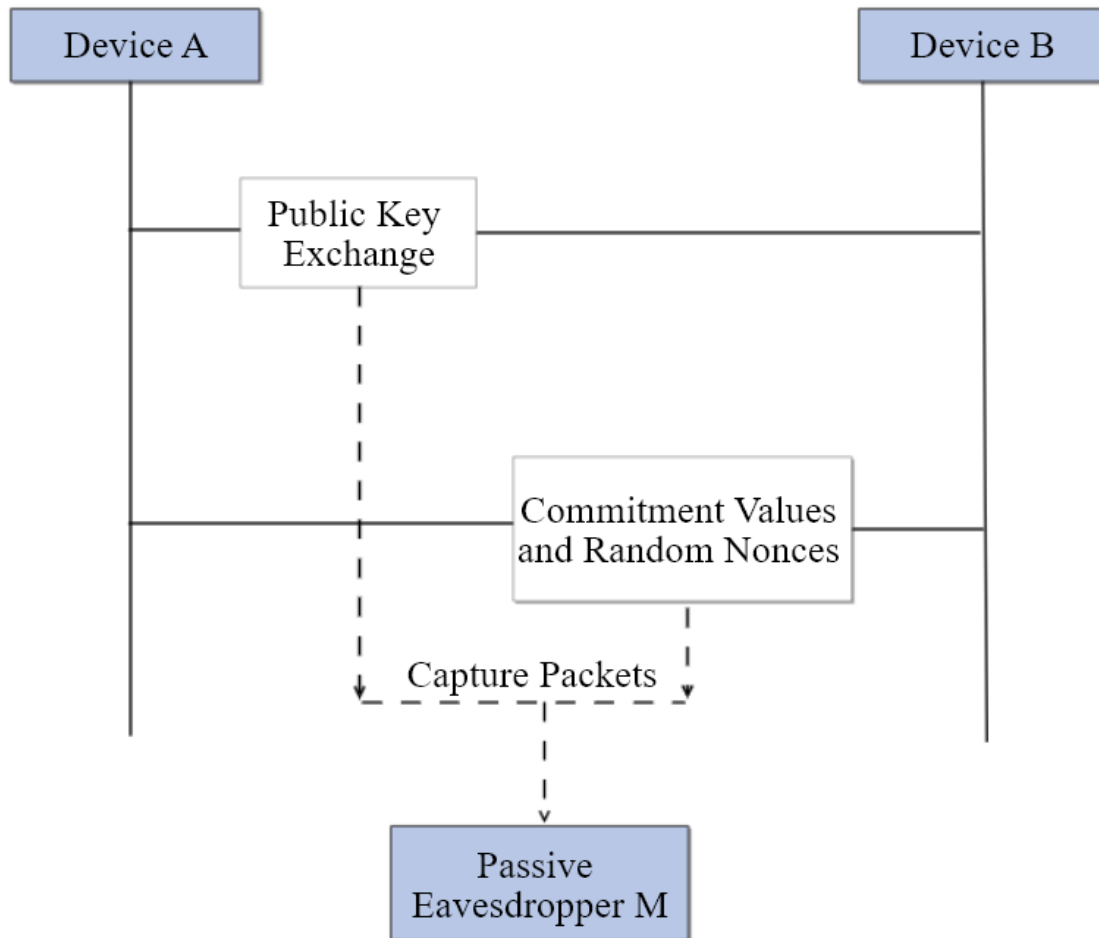 Device A
Device B
Public Key
Exchange
Commitment Values
and Random Nonces
Capture Packets
Passive
Eavesdropper M